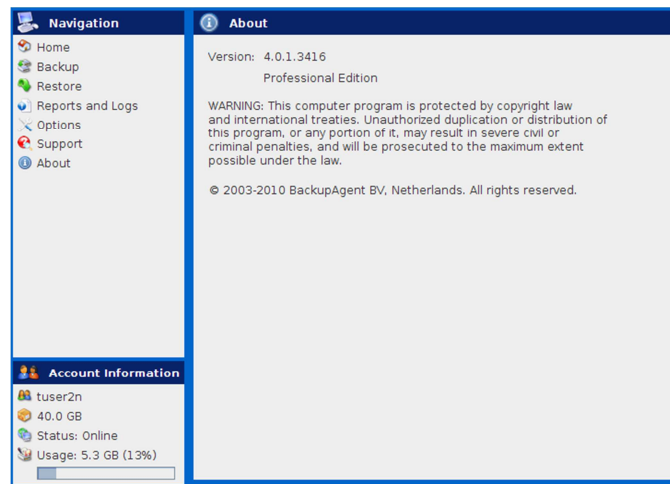 Navigation
Home
Backup
Restore
Reports and Logs
Options
Support
About
Account Information
tuser2n
40.0 GB
Status: Online
Usage: 5.3 GB (13%)
About
Version: 4.0.1.3416
Professional Edition
WARNING: This computer program is protected by copyright law
and international treaties. Unauthorized duplication or distribution of
this program, or any portion of it, may result in severe civil or
criminal penalties, and will be prosecuted to the maximum extent
possible under the law.
© 2003-2010 BackupAgent BV, Netherlands. All rights reserved.